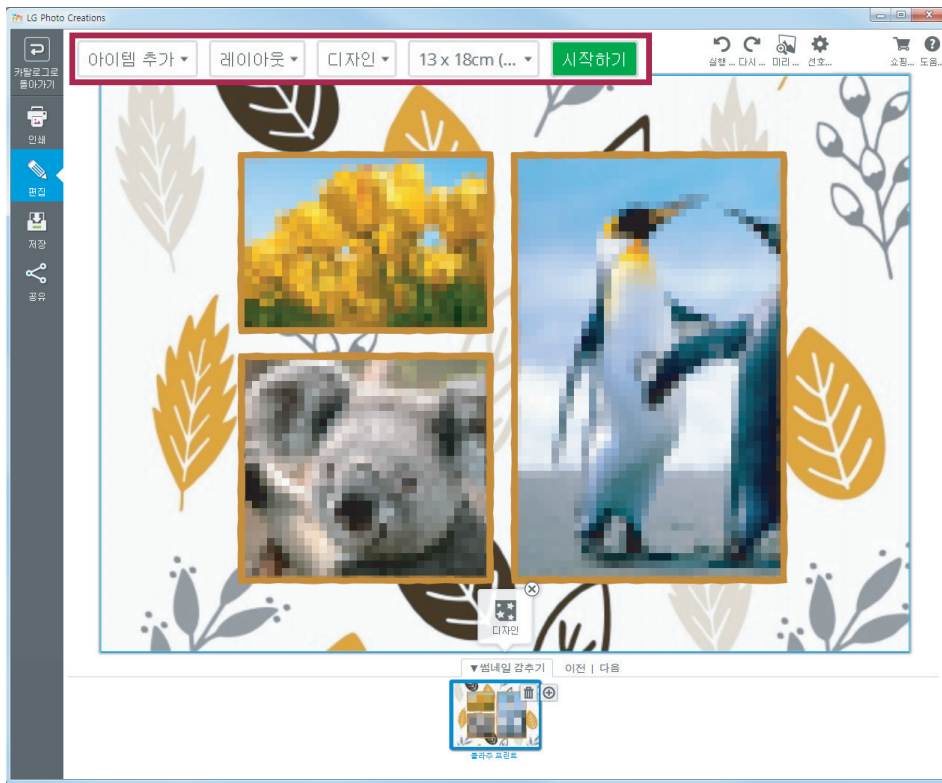 LG Photo Creations
카탈로그로
돌아가기
인쇄
편집
저장
공유
아이템 추가
레이아웃
디자인
13 x 18cm (...
시작하기
실행 ...
다시 ...
미리 ...
선호...
쇼핑...
도움...
디자인
▼썸네일 감추기
이전 | 다음
콜라주 프린트